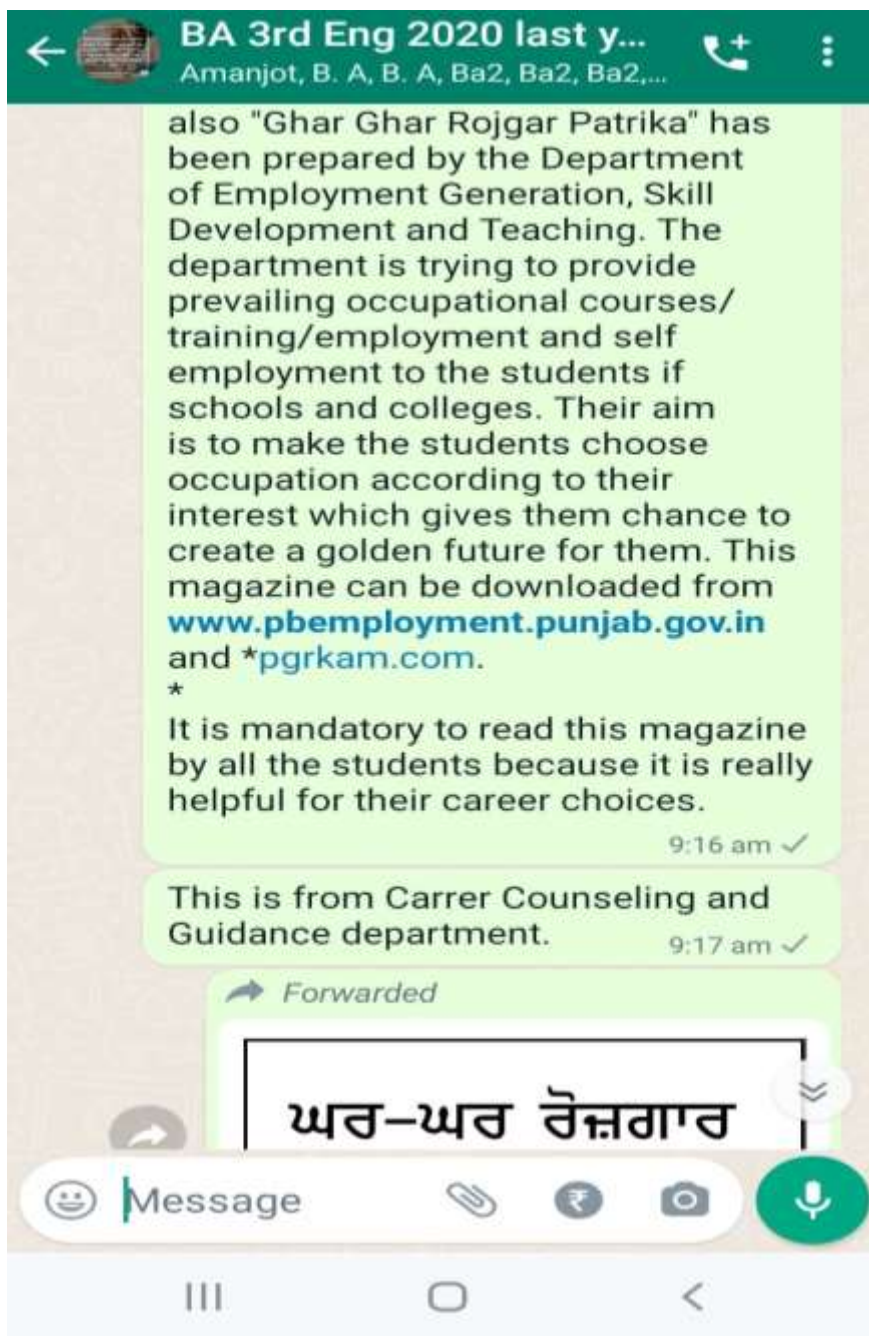 BA 3rd Eng 2020 last y...
Amanjot, B. A, B. A, Ba2, Ba2, Ba2,...
also "Ghar Ghar Rojgar Patrika" has
been prepared by the Department
of Employment Generation, Skill
Development and Teaching. The
department is trying to provide
prevailing occupational courses/
training/employment and self
employment to the students if
schools and colleges. Their aim
is to make the students choose
occupation according to their
interest which gives them chance to
create a golden future for them. This
magazine can be downloaded from
www.pbemployment.punjab.gov.in
and *pgrkam.com.
*
It is mandatory to read this magazine
by all the students because it is really
helpful for their career choices.
9:16 am
This is from Carrer Counseling and
Guidance department.
9:17 am
Forwarded
ਘਰ-ਘਰ ਰੋਜ਼ਗਾਰ
Message